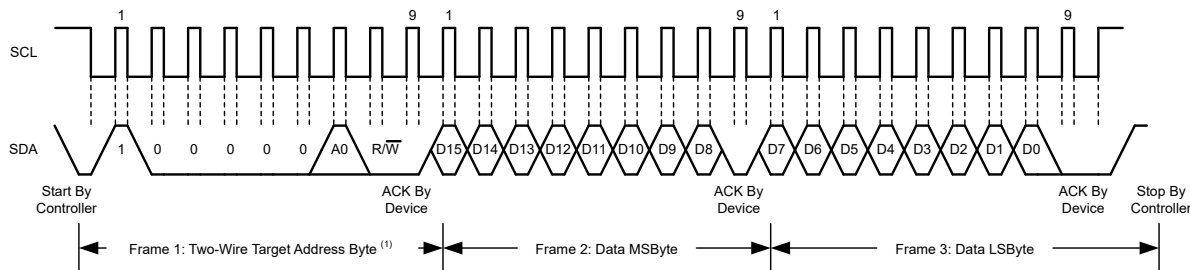 1 9 1 9 1 9
SCL
SDA
1 0 0 0 0 0 A0 R/W̅ D15 D14 D13 D12 D11 D10 D9 D8 D7 D6 D5 D4 D3 D2 D1 D0
Start By
Controller
ACK By
Device
ACK By
Device
ACK By
Device
Stop By
Controller
Frame 1: Two-Wire Target Address Byte (1)
Frame 2: Data MSByte
Frame 3: Data LSByte